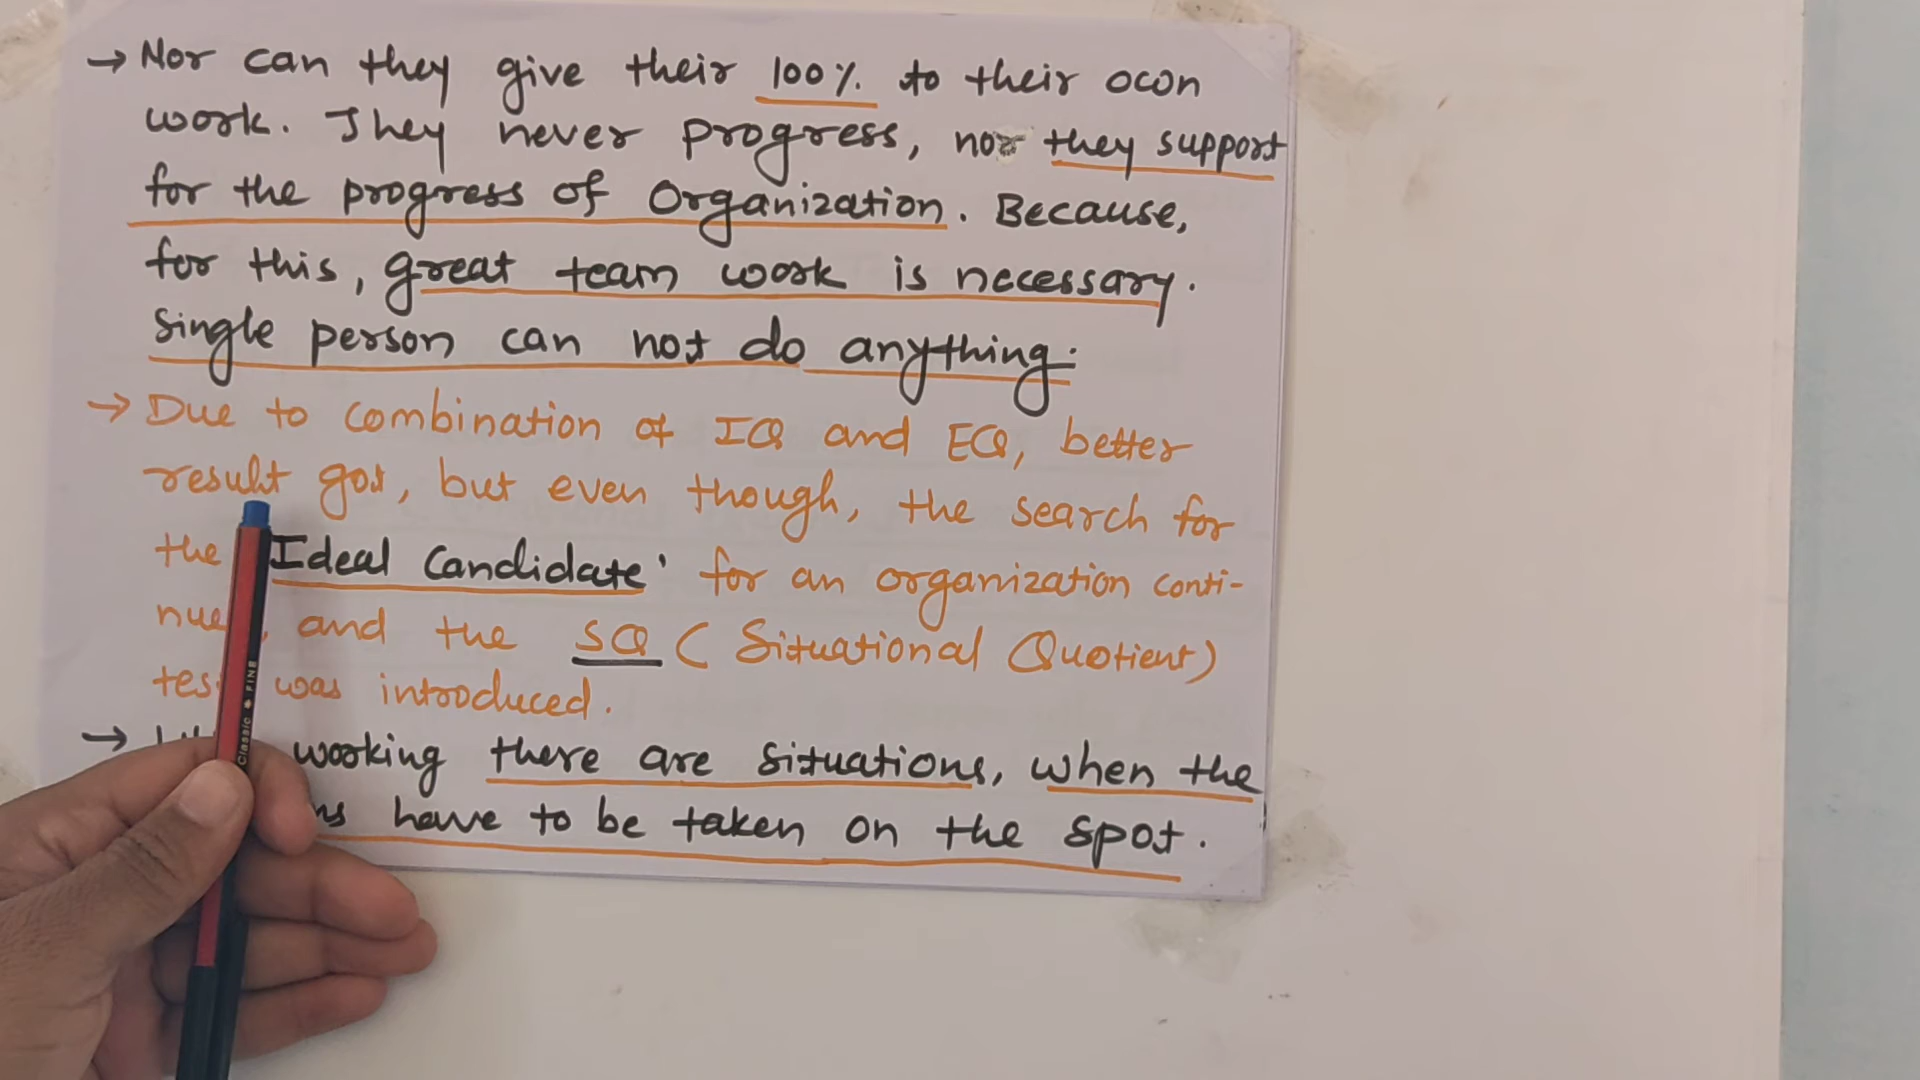 → Nor can they give their 100% to their own
work. They never progress, nor they support
for the progress of Organization. Because,
for this, great team work is necessary.
Single person can not do anything.
→ Due to combination of IQ and EQ, better
result got, but even though, the search for
the 'Ideal Candidate' for an organization conti-
nue, and the SQ (Situational Quotient)
test was introduced.
→ working there are situations, when the
have to be taken on the spot.
Classic FINE